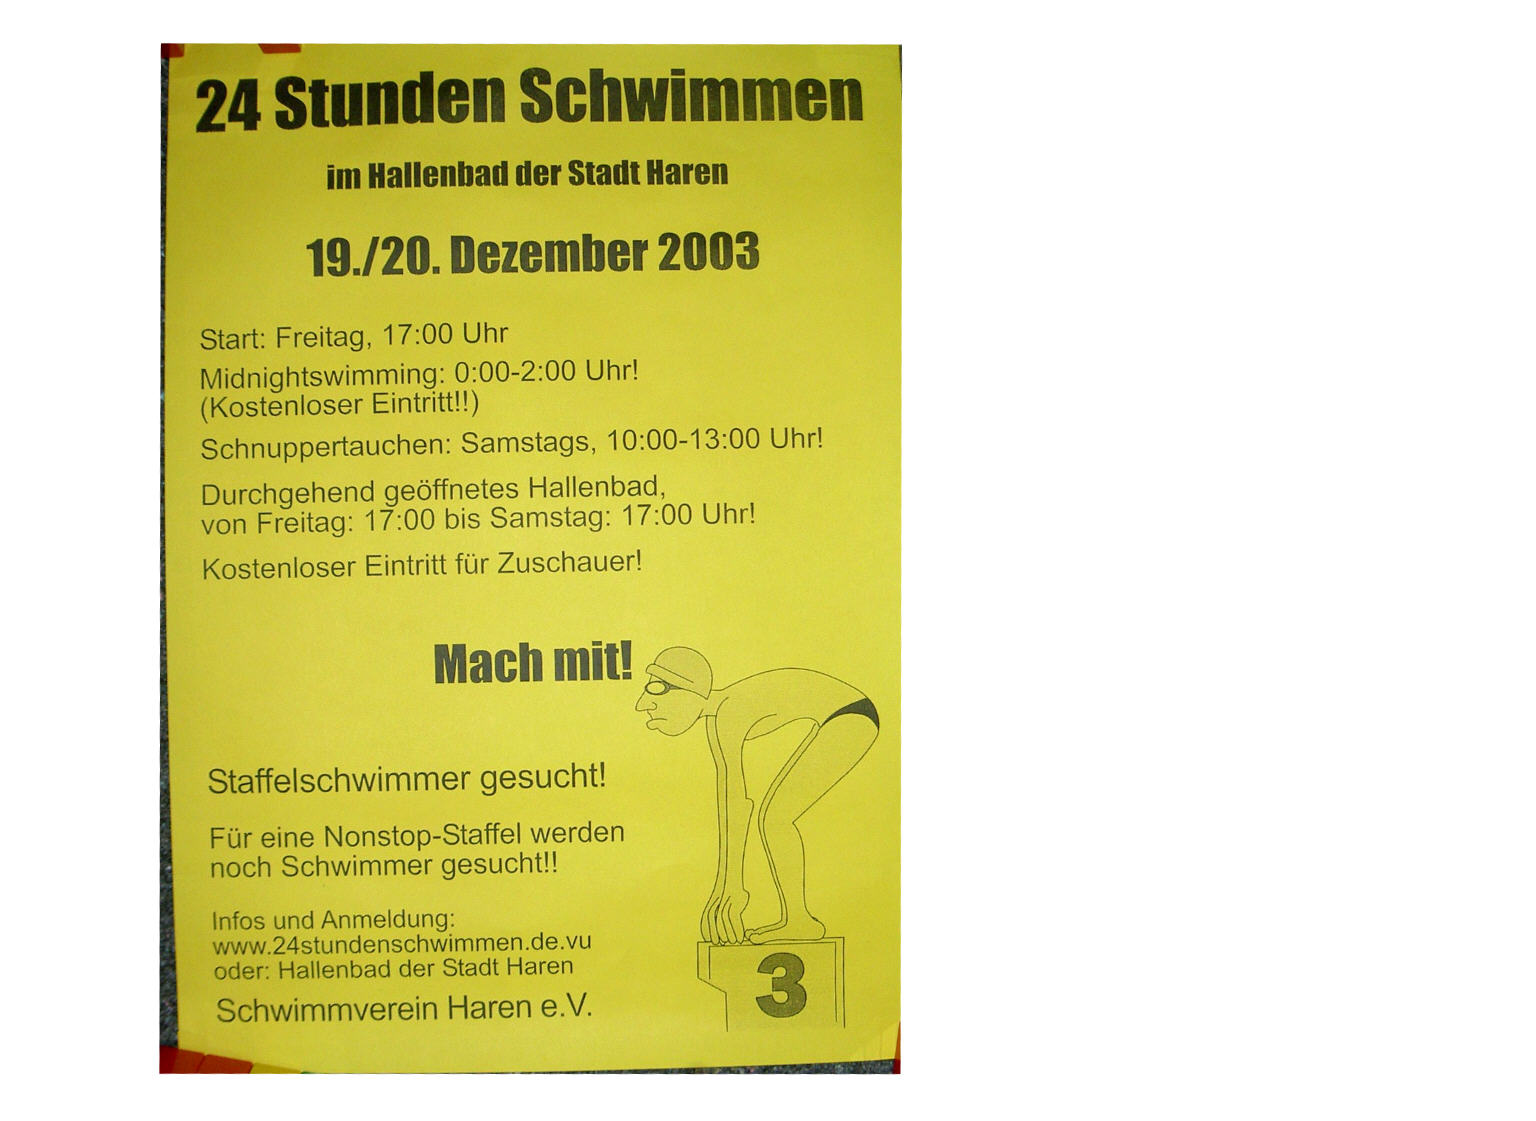 24 Stunden Schwimmen
im Hallenbad der Stadt Haren
19./20. Dezember 2003
Start: Freitag, 17:00 Uhr
Midnightswimming: 0:00-2:00 Uhr!
(Kostenloser Eintritt!!)
Schnuppertauchen: Samstags, 10:00-13:00 Uhr!
Durchgehend geöffnetes Hallenbad,
von Freitag: 17:00 bis Samstag: 17:00 Uhr!
Kostenloser Eintritt für Zuschauer!
Mach mit!
Staffelschwimmer gesucht!
Für eine Nonstop-Staffel werden
noch Schwimmer gesucht!!
Infos und Anmeldung:
www.24stundenschwimmen.de.vu
oder: Hallenbad der Stadt Haren
Schwimmverein Haren e.V.
3